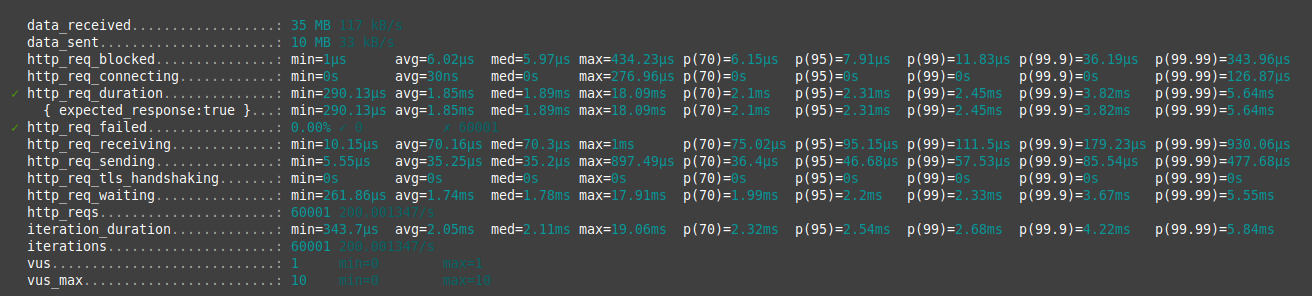 data_received..................: 35 MB 117 kB/s
data_sent......................: 10 MB 33 kB/s
http_req_blocked...............: min=1µs avg=6.02µs med=5.97µs max=434.23µs p(70)=6.15µs p(95)=7.91µs p(99)=11.83µs p(99.9)=36.19µs p(99.99)=343.96µs
http_req_connecting............: min=0s avg=30ns med=0s max=276.96µs p(70)=0s p(95)=0s p(99)=0s p(99.9)=0s p(99.99)=126.87µs
✓ http_req_duration..............: min=290.13µs avg=1.85ms med=1.89ms max=18.09ms p(70)=2.1ms p(95)=2.31ms p(99)=2.45ms p(99.9)=3.82ms p(99.99)=5.64ms
{ expected_response:true }...: min=290.13µs avg=1.85ms med=1.89ms max=18.09ms p(70)=2.1ms p(95)=2.31ms p(99)=2.45ms p(99.9)=3.82ms p(99.99)=5.64ms
✓ http_req_failed................: 0.00% ✓ 0 ✗ 60001
http_req_receiving.............: min=10.15µs avg=70.16µs med=70.3µs max=1ms p(70)=75.02µs p(95)=95.15µs p(99)=111.5µs p(99.9)=179.23µs p(99.99)=930.06µs
http_req_sending...............: min=5.55µs avg=35.25µs med=35.2µs max=897.49µs p(70)=36.4µs p(95)=46.68µs p(99)=57.53µs p(99.9)=85.54µs p(99.99)=477.68µs
http_req_tls_handshaking.......: min=0s avg=0s med=0s max=0s p(70)=0s p(95)=0s p(99)=0s p(99.9)=0s p(99.99)=0s
http_req_waiting...............: min=261.86µs avg=1.74ms med=1.78ms max=17.91ms p(70)=1.99ms p(95)=2.2ms p(99)=2.33ms p(99.9)=3.67ms p(99.99)=5.55ms
http_reqs......................: 60001 200.001347/s
iteration_duration.............: min=343.7µs avg=2.05ms med=2.11ms max=19.06ms p(70)=2.32ms p(95)=2.54ms p(99)=2.68ms p(99.9)=4.22ms p(99.99)=5.84ms
iterations.....................: 60001 200.001347/s
vus............................: 1 min=0 max=1
vus_max........................: 10 min=0 max=10